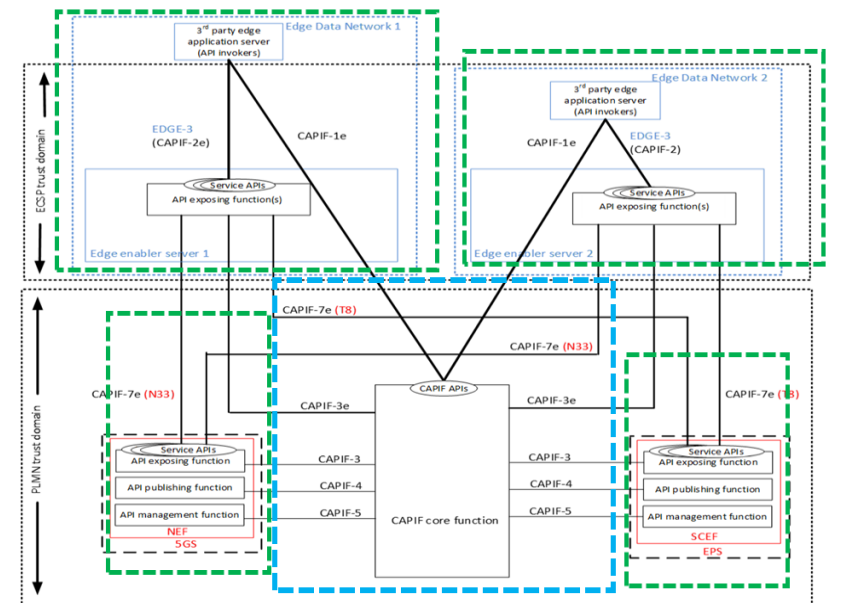 Edge Data Network 1
3rd party edge
application server
(API invokers)
Edge Data Network 2
3rd party edge
application server
(API invokers)
ECSP trust domain
EDGE-3
(CAPIF-2e)
CAPIF-1e
CAPIF-1e
EDGE-3
(CAPIF-2)
Service APIs
API exposing function(s)
Edge enabler server 1
Service APIs
API exposing function(s)
Edge enabler server 2
PLMN trust domain
CAPIF-7e (T8)
CAPIF-7e (N33)
CAPIF-7e (N33)
CAPIF-7e (T8)
CAPIF APIs
CAPIF-3e
CAPIF-3e
Service APIs
API exposing function
API publishing function
API management function
NEF
5GS
CAPIF-3
CAPIF-4
CAPIF-5
CAPIF core function
CAPIF-3
CAPIF-4
CAPIF-5
Service APIs
API exposing function
API publishing function
API management function
SCEF
EPS